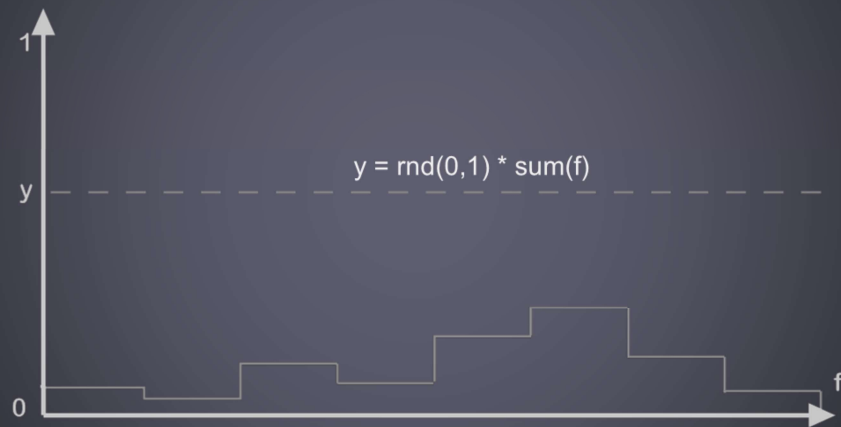 1
y = rnd(0,1) * sum(f)
y
f
0